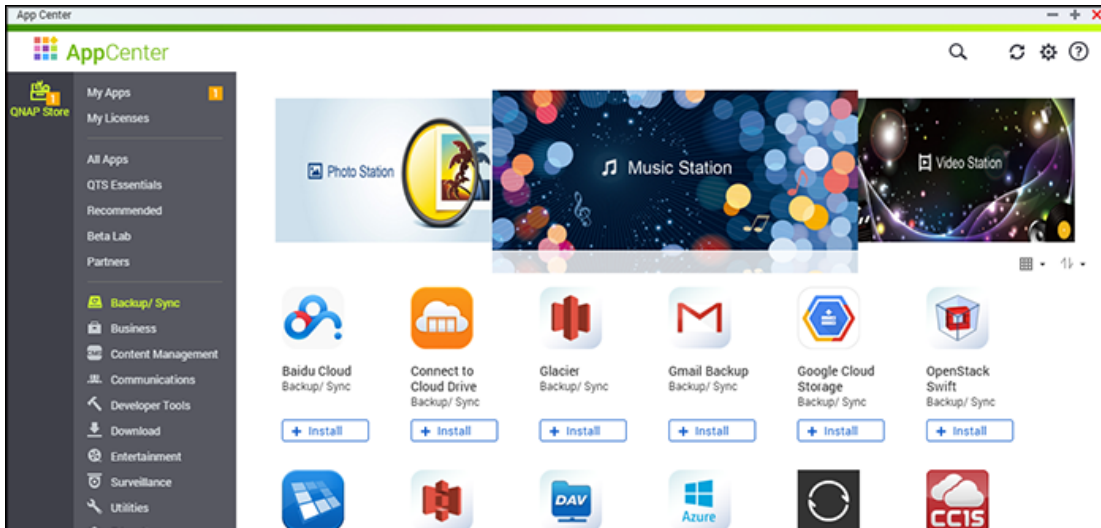 App Center
AppCenter
1
QNAP Store
My Apps 1
My Licenses
All Apps
QTS Essentials
Recommended
Beta Lab
Partners
Backup/ Sync
Business
Content Management
Communications
Developer Tools
Download
Entertainment
Surveillance
Utilities
Photo Station
Music Station
Video Station
Baidu Cloud
Backup/ Sync
+ Install
Connect to
Cloud Drive
Backup/ Sync
+ Install
Glacier
Backup/ Sync
+ Install
Gmail Backup
Backup/ Sync
+ Install
Google Cloud
Storage
Backup/ Sync
+ Install
OpenStack
Swift
Backup/ Sync
+ Install
DAV
Azure
CC1S